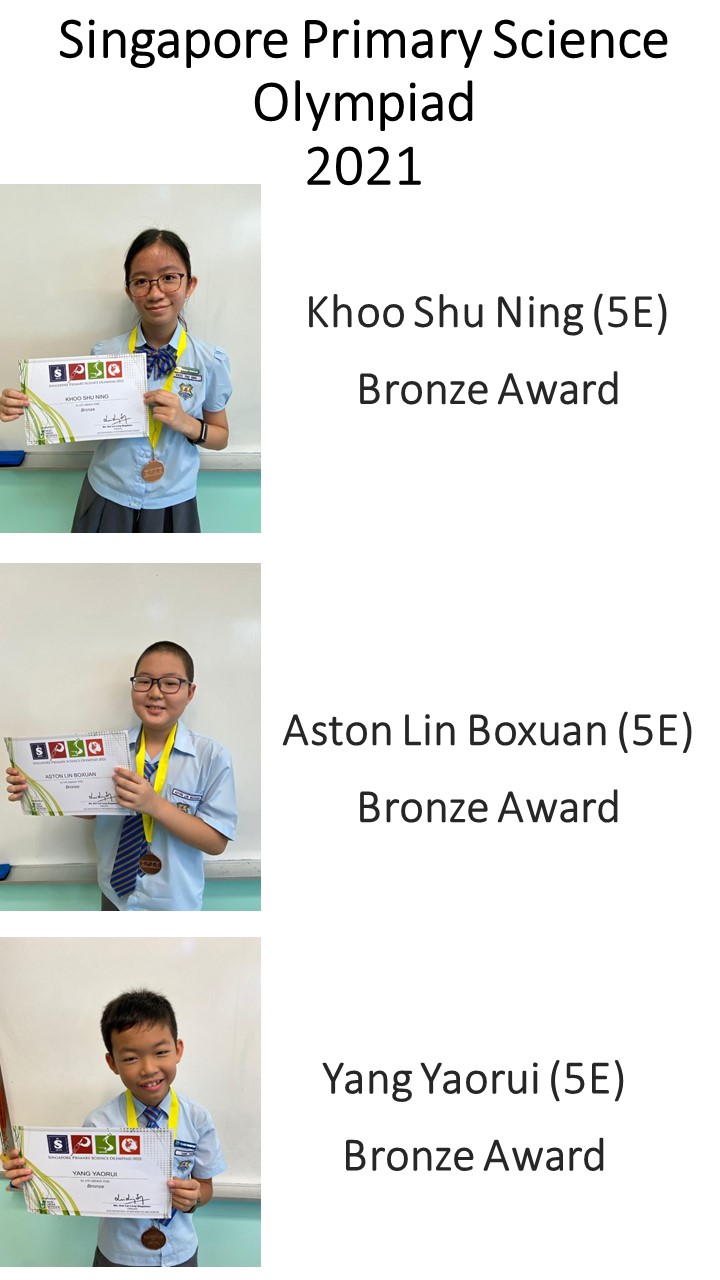 Singapore Primary Science
Olympiad
2021
Khoo Shu Ning (5E)
Bronze Award
SINGAPORE PRIMARY SCIENCE OLYMPIAD 2021
KHOO SHU NING
Bronze
Aston Lin Boxuan (5E)
Bronze Award
SINGAPORE PRIMARY SCIENCE OLYMPIAD 2021
ASTON LIN BOXUAN
Bronze
Yang Yaorui (5E)
Bronze Award
SINGAPORE PRIMARY SCIENCE OLYMPIAD 2021
YANG YAORUI
Bronze